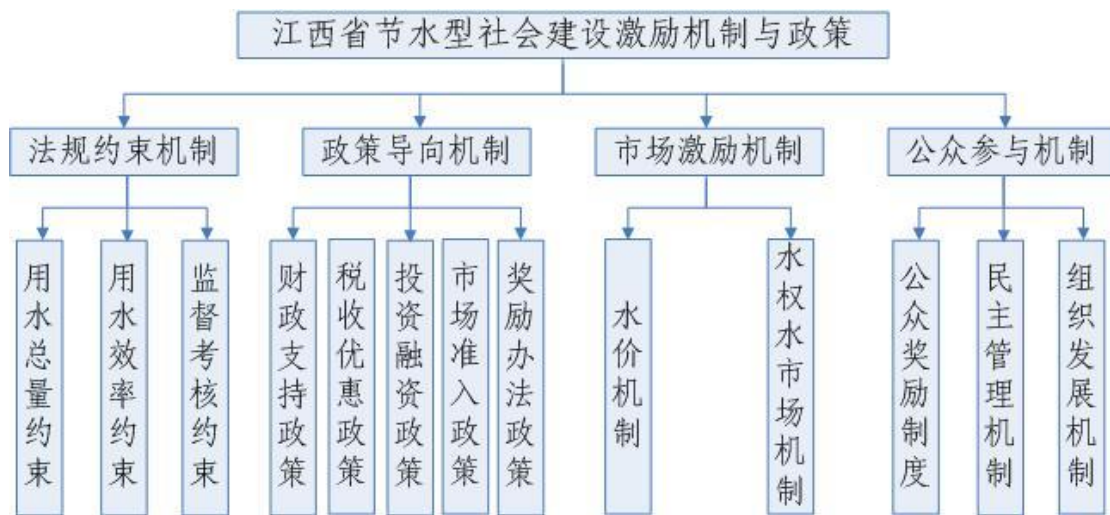 江西省节水型社会建设激励机制与政策
法规约束机制
政策导向机制
市场激励机制
公众参与机制
用水总量约束
用水效率约束
监督考核约束
财政支持政策
税收优惠政策
投资融资政策
市场准入政策
奖励办法政策
水价机制
水权水市场机制
公众奖励制度
民主管理机制
组织发展机制